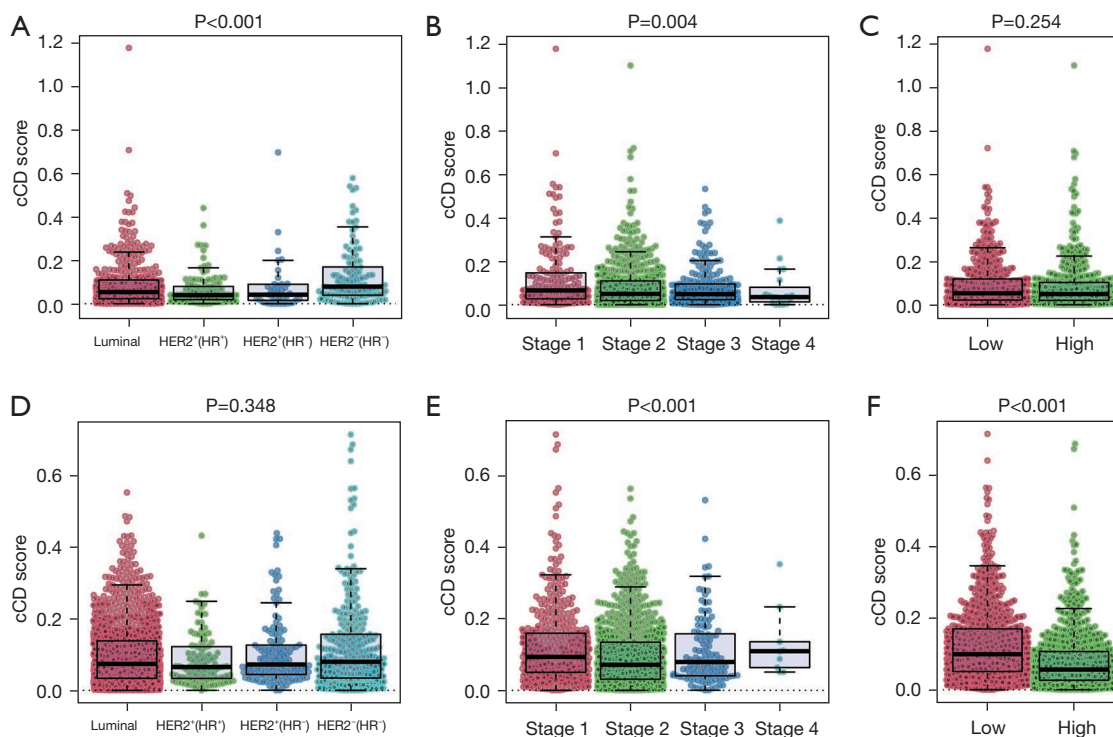 A
P<0.001
cCD score
1.2
1.0
0.8
0.6
0.4
0.2
0.0
Luminal HER2⁺(HR⁺) HER2⁺(HR⁻) HER2⁻(HR⁻)
B
P=0.004
cCD score
1.2
1.0
0.8
0.6
0.4
0.2
0.0
Stage 1 Stage 2 Stage 3 Stage 4
C
P=0.254
cCD score
1.2
1.0
0.8
0.6
0.4
0.2
0.0
Low High
D
P=0.348
cCD score
0.6
0.4
0.2
0.0
Luminal HER2⁺(HR⁺) HER2⁺(HR⁻) HER2⁻(HR⁻)
E
P<0.001
cCD score
0.6
0.4
0.2
0.0
Stage 1 Stage 2 Stage 3 Stage 4
F
P<0.001
cCD score
0.6
0.4
0.2
0.0
Low High